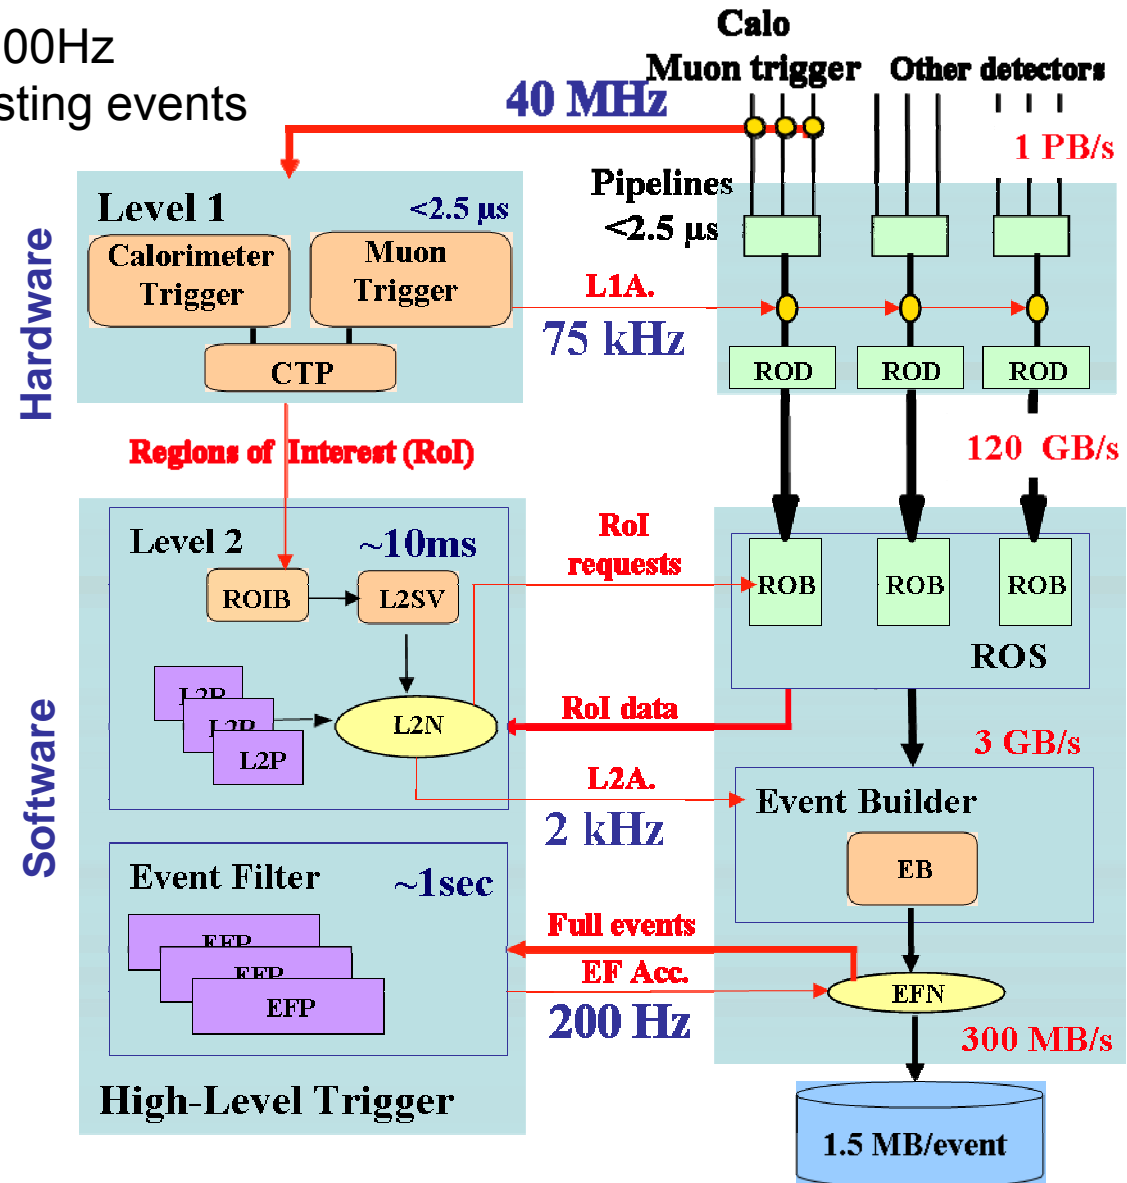 00Hz
sting events
Calo
Muon trigger
Other detectors
40 MHz
1 PB/s
Pipelines
<2.5 μs
Hardware
Level 1
<2.5 μs
Calorimeter
Trigger
Muon
Trigger
CTP
L1A.
75 kHz
ROD
ROD
ROD
Regions of Interest (RoI)
120 GB/s
Software
Level 2
~10ms
ROIB
L2SV
RoI
requests
ROB
ROB
ROB
ROS
L2P
L2P
L2P
L2N
RoI data
3 GB/s
L2A.
2 kHz
Event Builder
EB
Event Filter
~1sec
EFP
EFP
EFP
Full events
EF Acc.
200 Hz
EFN
300 MB/s
High-Level Trigger
1.5 MB/event